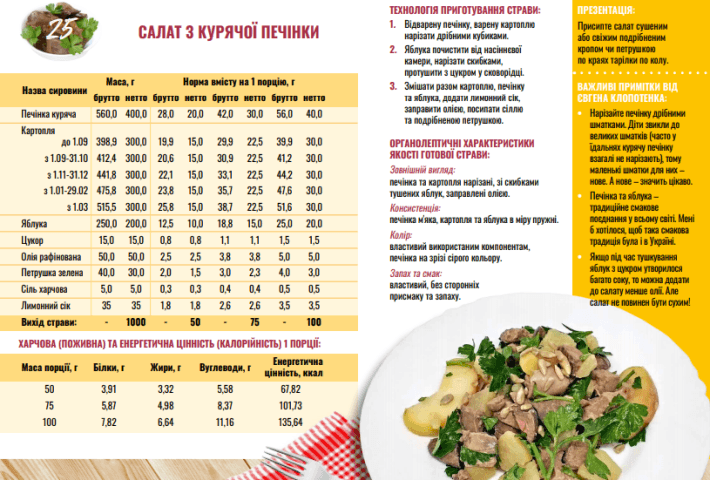 25
САЛАТ З КУРЯЧОЇ ПЕЧІНКИ
Назва сировини Маса, г Норма вмісту на 1 порцію, г
брутто нетто брутто нетто брутто нетто брутто нетто
Печінка куряча 560,0 400,0 28,0 20,0 42,0 30,0 56,0 40,0
Картопля
до 1.09 398,9 300,0 19,9 15,0 29,9 22,5 39,9 30,0
з 1.09-31.10 412,4 300,0 20,6 15,0 30,9 22,5 41,2 30,0
з 1.11-31.12 441,8 300,0 22,1 15,0 33,1 22,5 44,2 30,0
з 1.01-29.02 475,8 300,0 23,8 15,0 35,7 22,5 47,6 30,0
з 1.03 515,5 300,0 25,8 15,0 38,7 22,5 51,6 30,0
Яблука 250,0 200,0 12,5 10,0 18,8 15,0 25,0 20,0
Цукор 15,0 15,0 0,8 0,8 1,1 1,1 1,5 1,5
Олія рафінована 50,0 50,0 2,5 2,5 3,8 3,8 5,0 5,0
Петрушка зелена 40,0 30,0 2,0 1,5 3,0 2,3 4,0 3,0
Сіль харчова 5,0 5,0 0,3 0,3 0,4 0,4 0,5 0,5
Лимонний сік 35 35 1,8 1,8 2,6 2,6 3,5 3,5
Вихід страви: - 1000 - 50 - 75 - 100
ХАРЧОВА (ПОЖИВНА) ТА ЕНЕРГЕТИЧНА ЦІННІСТЬ (КАЛОРІЙНІСТЬ) 1 ПОРЦІЇ:
Маса порції, г Білки, г Жири, г Вуглеводи, г Енергетична
цінність, ккал
50 3,91 3,32 5,58 67,82
75 5,87 4,98 8,37 101,73
100 7,82 6,64 11,16 135,64
ТЕХНОЛОГІЯ ПРИГОТУВАННЯ СТРАВИ:
1. Відварену печінку, варену картоплю
нарізати дрібними кубиками.
2. Яблука почистити від насіннєвої
камери, нарізати скибками,
протушити з цукром у сковорідці.
3. Змішати разом картоплю, печінку
та яблука, додати лимонний сік,
заправити олією, посипати сіллю
та подрібненою петрушкою.
ОРГАНОЛЕПТИЧНІ ХАРАКТЕРИСТИКИ
ЯКОСТІ ГОТОВОЇ СТРАВИ:
Зовнішній вигляд:
печінка та картопля нарізані, зі скибками
тушених яблук, заправлені олією.
Консистенція:
печінка м'яка, картопля та яблука в міру пружні.
Колір:
властивий використаним компонентам,
печінка на зрізі сірого кольору.
Запах та смак:
властивий, без сторонніх
присмаку та запаху.
ПРЕЗЕНТАЦІЯ:
Присипте салат сушеним
або свіжим подрібненим
кропом чи петрушкою
по краях тарілки по колу.
ВАЖЛИВІ ПРИМІТКИ ВІД
ЄВГЕНА КЛОПОТЕНКА:
• Нарізайте печінку дрібними
шматками. Діти звикли до
великих шматків (часто у
їдальнях курячу печінку
взагалі не нарізають), тому
маленькі шматки для них –
нове. А нове – значить цікаво.
• Печінка та яблука –
традиційне смакове
поєднання у всьому світі. Мені
б хотілося, щоб така смакова
традиція була і в Україні.
• Якщо під час тушкування
яблук з цукром утворилося
багато соку, то можна додати
до салату менше олії. Але
салат не повинен бути сухим!